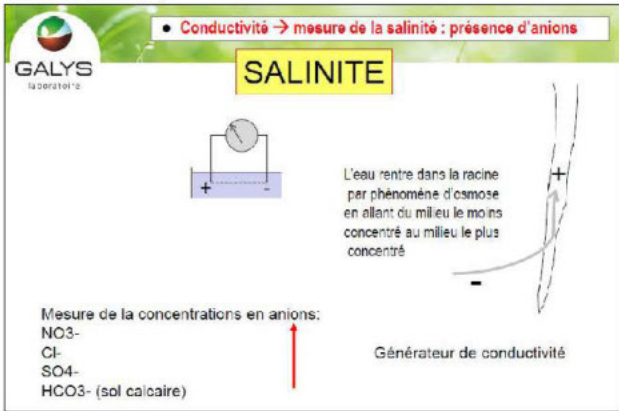 • Conductivité → mesure de la salinité : présence d'anions
GALYS
laboratoire
SALINITE
+ -
L'eau rentre dans la racine
par phénomène d'osmose
en allant du milieu le moins
concentré au milieu le plus
concentré
+
-
Mesure de la concentrations en anions:
NO3-
Cl-
SO4-
HCO3- (sol calcaire)
Générateur de conductivité